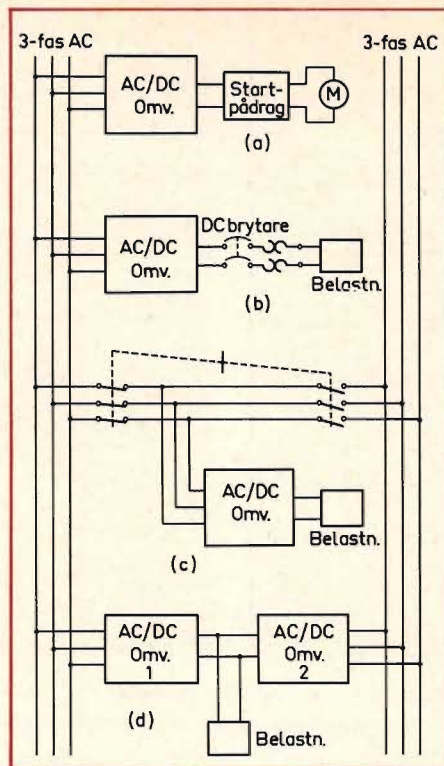 3-fas AC
3-fas AC
AC/DC
Omv.
Start-
pådrag
M
(a)
AC/DC
Omv.
DC brytare
Belastn.
(b)
AC/DC
Omv.
Belastn.
(c)
AC/DC
Omv.
1
AC/DC
Omv.
2
(d)
Belastn.